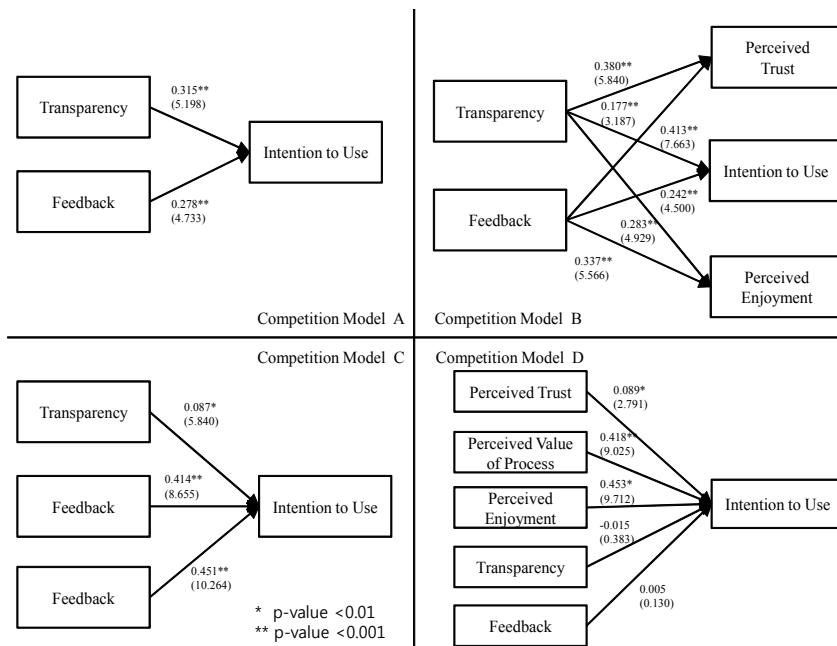 Transparency
Feedback
0.315**
(5.198)
0.278**
(4.733)
Intention to Use
Competition Model A
Transparency
Feedback
0.380**
(5.840)
0.177**
(3.187)
0.413**
(7.663)
0.242**
(4.500)
0.283**
(4.929)
0.337**
(5.566)
Perceived
Trust
Intention to Use
Perceived
Enjoyment
Competition Model B
Competition Model C
Transparency
Feedback
Feedback
0.087*
(5.840)
0.414**
(8.655)
0.451**
(10.264)
Intention to Use
* p-value <0.01
** p-value <0.001
Competition Model D
Perceived Trust
Perceived Value
of Process
Perceived
Enjoyment
Transparency
Feedback
0.089*
(2.791)
0.418**
(9.025)
0.453*
(9.712)
-0.015
(0.383)
0.005
(0.130)
Intention to Use